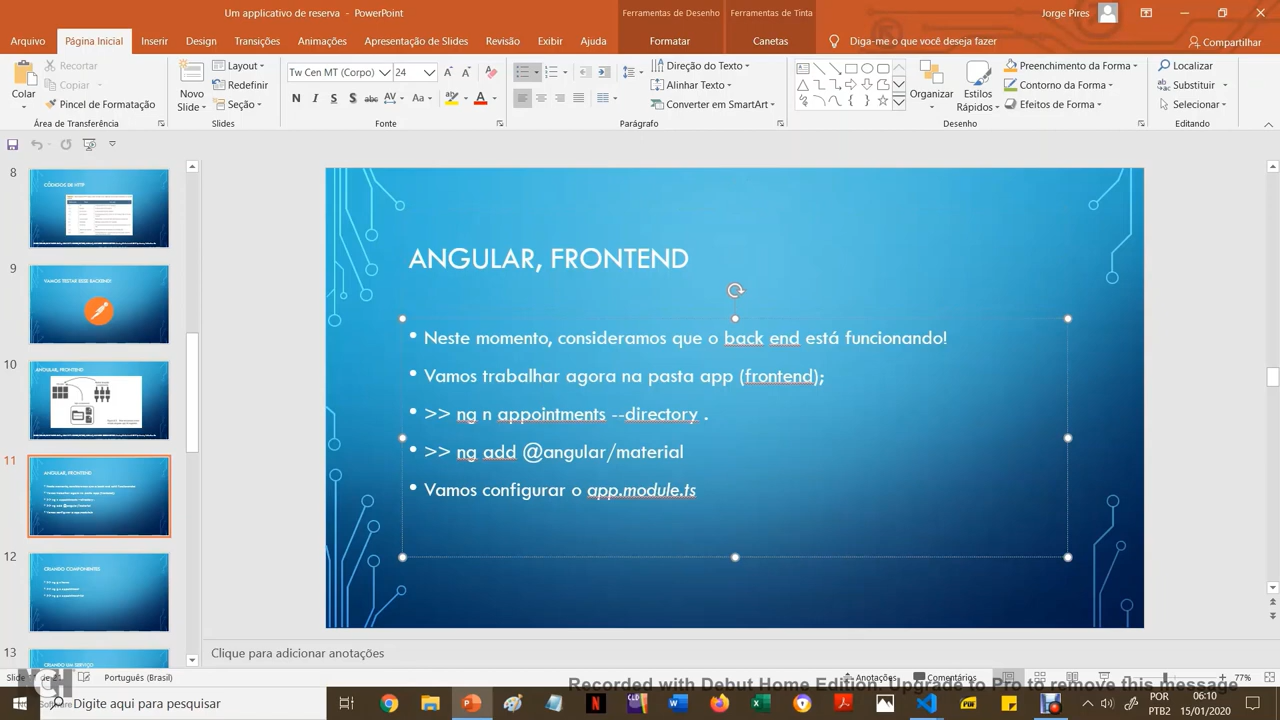 Um aplicativo de reserva - PowerPoint
Ferramentas de Desenho
Ferramentas de Tinta
Jorge Pires
Arquivo
Página Inicial
Inserir
Design
Transições
Animações
Apresentação de Slides
Revisão
Exibir
Ajuda
Formatar
Canetas
Diga-me o que você deseja fazer
Compartilhar
Colar
Recortar
Copiar
Pincel de Formatação
Área de Transferência
Novo
Slide
Layout
Redefinir
Seção
Slides
Tw Cen MT (Corpo)
24
Fonte
Direção do Texto
Alinhar Texto
Converter em SmartArt
Parágrafo
Organizar
Estilos
Rápidos
Preenchimento da Forma
Contorno da Forma
Efeitos de Forma
Desenho
Localizar
Substituir
Selecionar
Editando
8
CÓDIGOS EM HTTP
9
VAMOS TESTAR ESSE BACKEND!
10
ANGULAR, FRONTEND
11
ANGULAR, FRONTEND
12
CRIANDO COMPONENTES
13
CRIANDO UM SERVIÇO
ANGULAR, FRONTEND
• Neste momento, consideramos que o back end está funcionando!
• Vamos trabalhar agora na pasta app (frontend);
• >> ng n appointments --directory .
• >> ng add @angular/material
• Vamos configurar o app.module.ts
Clique para adicionar anotações
Slide
Português (Brasil)
Anotações
Comentários
77%
Recorded with Debut Home Edition. Upgrade to Pro to remove this message
NCH Software
Digite aqui para pesquisar
POR
PTB2
06:10
15/01/2020